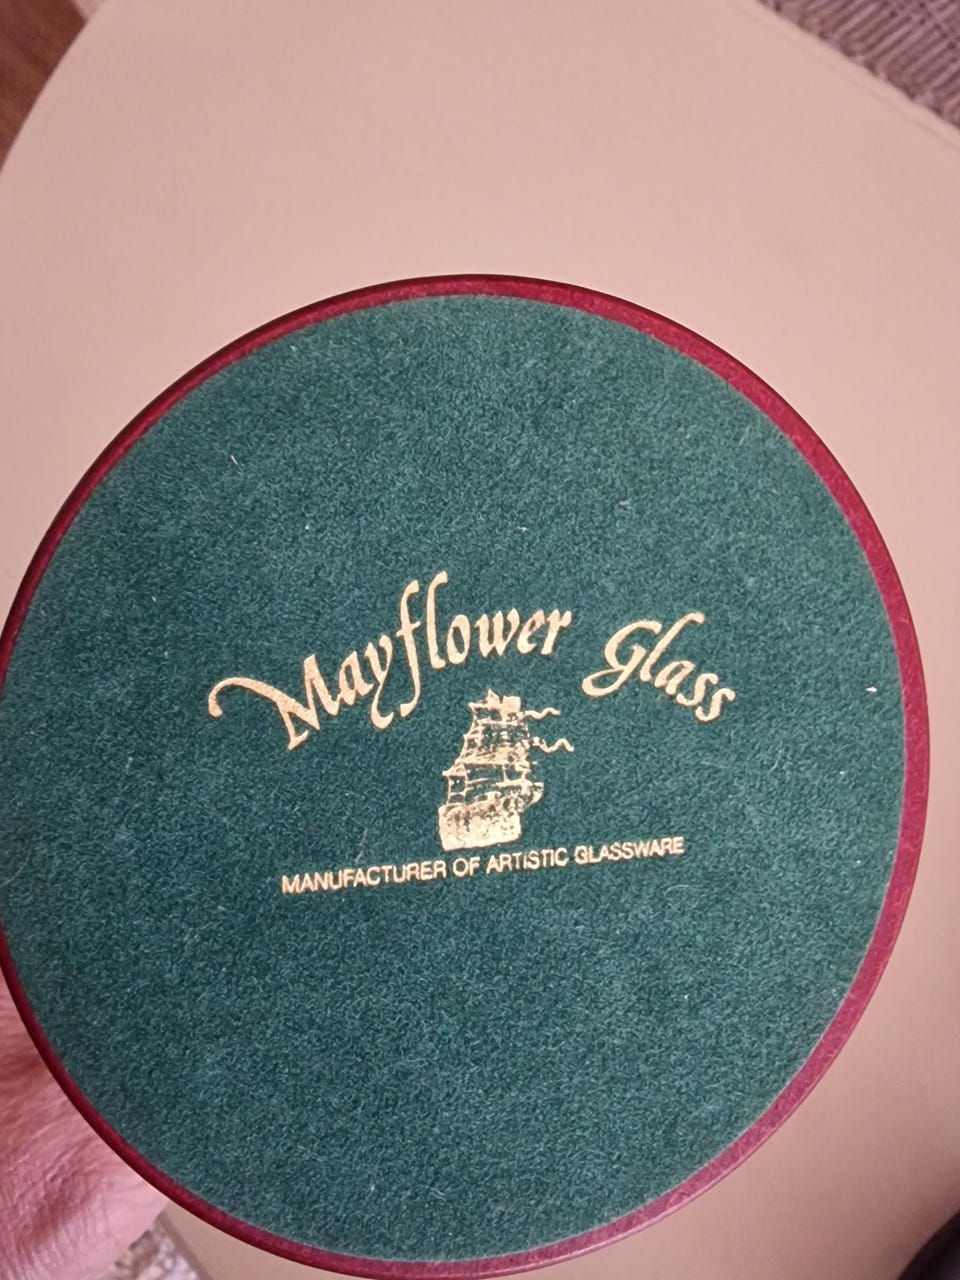 Mayflower Glass
MANUFACTURER OF ARTISTIC GLASSWARE